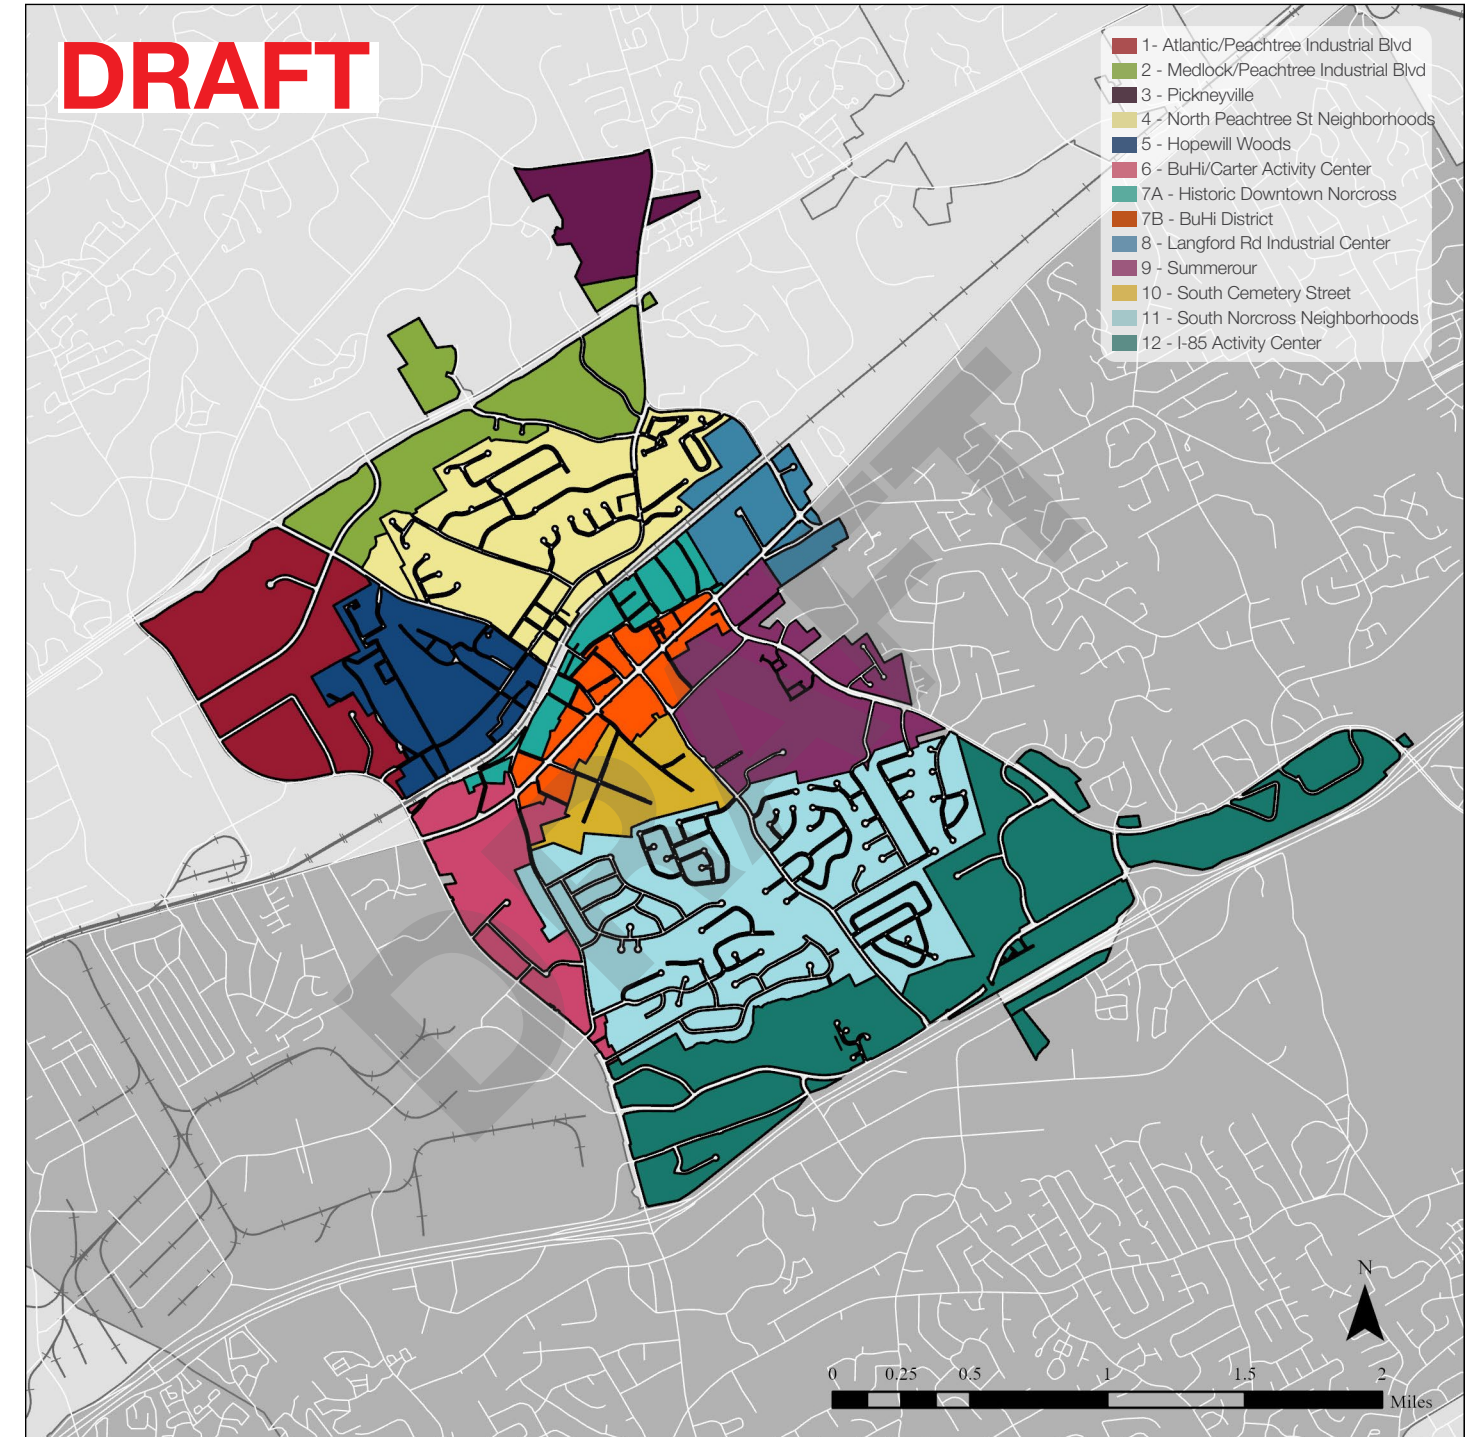 DRAFT
1- Atlantic/Peachtree Industrial Blvd
2 - Medlock/Peachtree Industrial Blvd
3 - Pickneyville
4 - North Peachtree St Neighborhoods
5 - Hopewill Woods
6 - BuHi/Carter Activity Center
7A - Historic Downtown Norcross
7B - BuHi District
8 - Langford Rd Industrial Center
9 - Summerour
10 - South Cemetery Street
11 - South Norcross Neighborhoods
12 - I-85 Activity Center
DRAFT
N
0 0.25 0.5 1 1.5 2
Miles